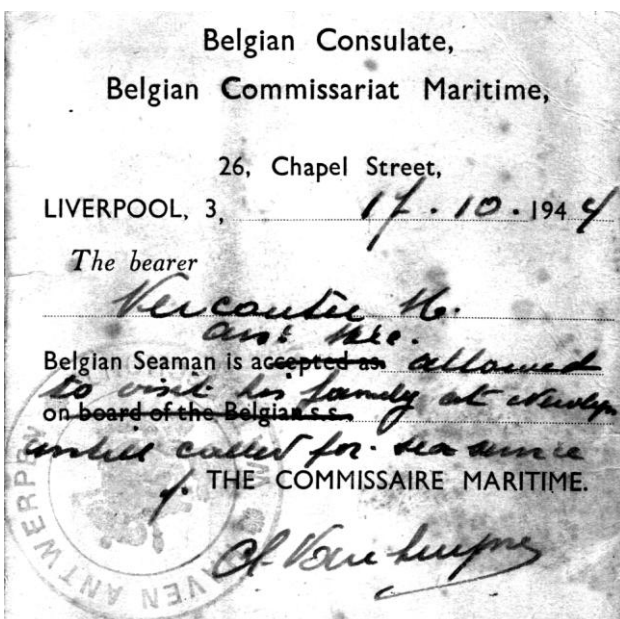 Belgian Consulate,
Belgian Commissariat Maritime,
26, Chapel Street,
LIVERPOOL, 3, 17.10.1944
The bearer
Vercoutere H.
Belgian Seaman is accepted as allowed
to visit his family at Newlyn
on board of the Belgian s.s.
untill called for sea service
f. THE COMMISSAIRE MARITIME.
HAVEN ANTWERPEN